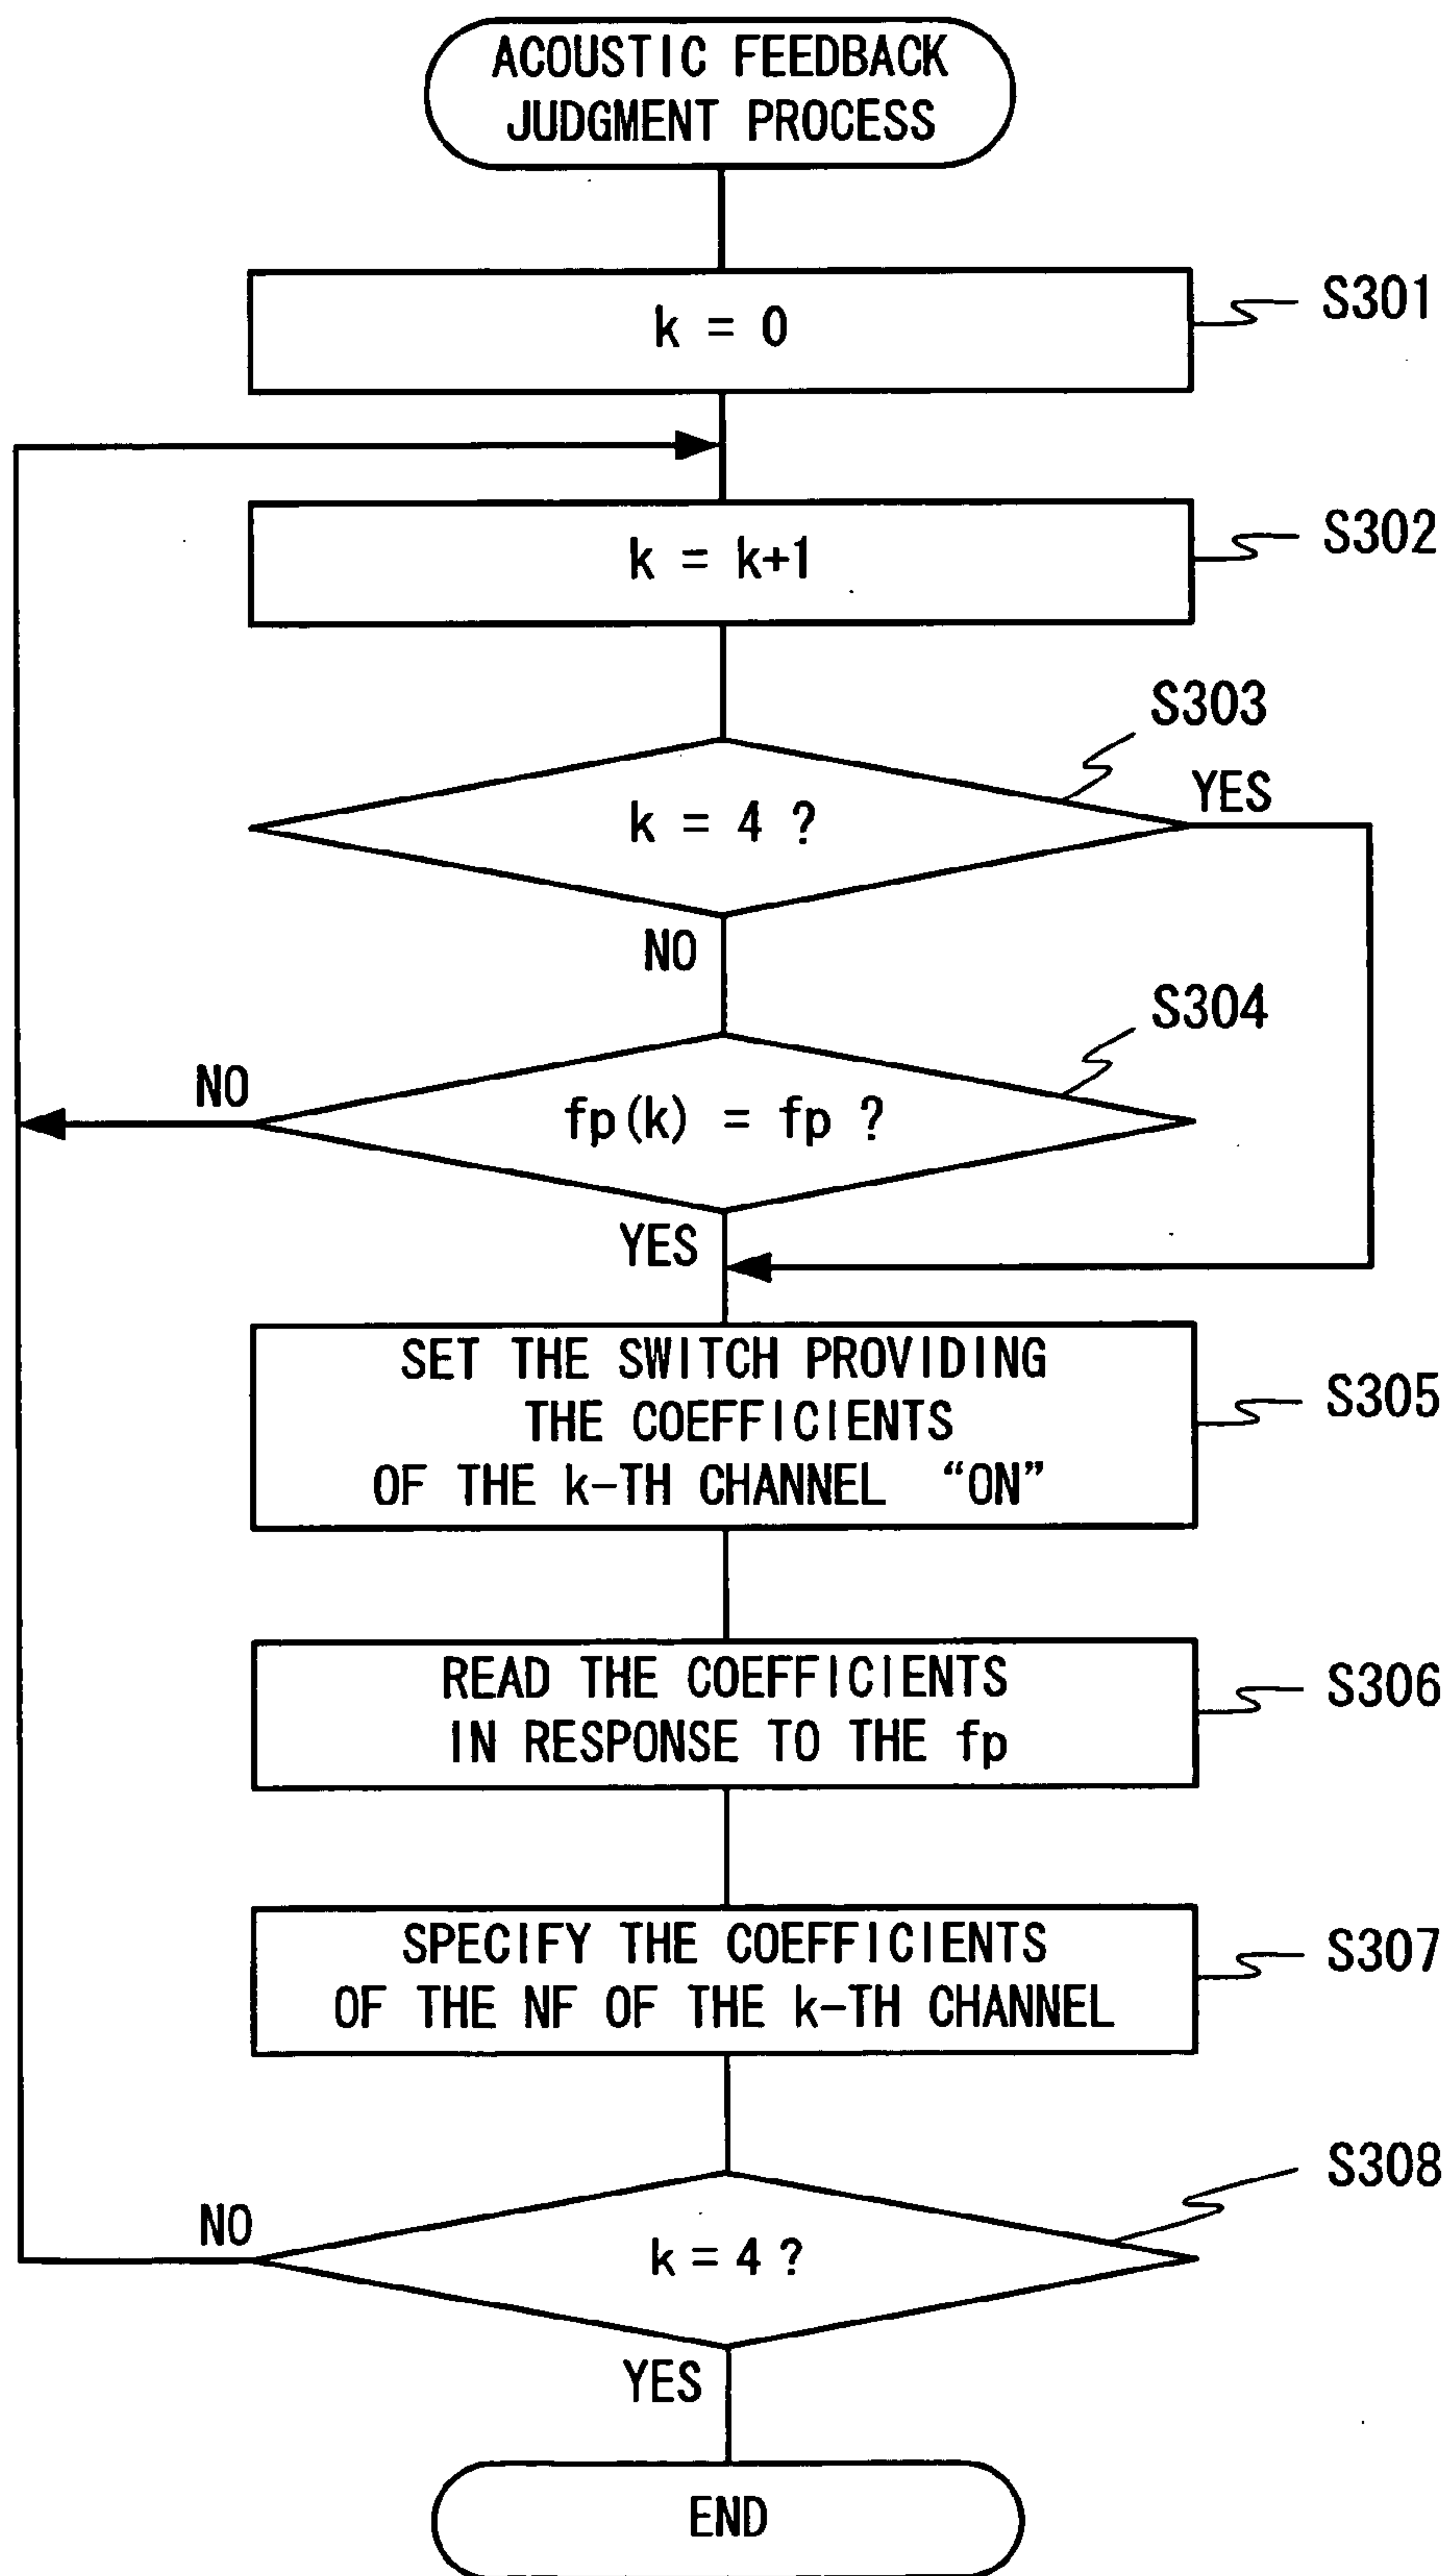 ACOUSTIC FEEDBACK
JUDGMENT PROCESS
k = 0
S301
k = k+1
S302
S303
k = 4 ?
YES
NO
S304
fp(k) = fp ?
NO
YES
SET THE SWITCH PROVIDING
THE COEFFICIENTS
OF THE k-TH CHANNEL “ON”
S305
READ THE COEFFICIENTS
IN RESPONSE TO THE fp
S306
SPECIFY THE COEFFICIENTS
OF THE NF OF THE k-TH CHANNEL
S307
S308
k = 4 ?
NO
YES
END